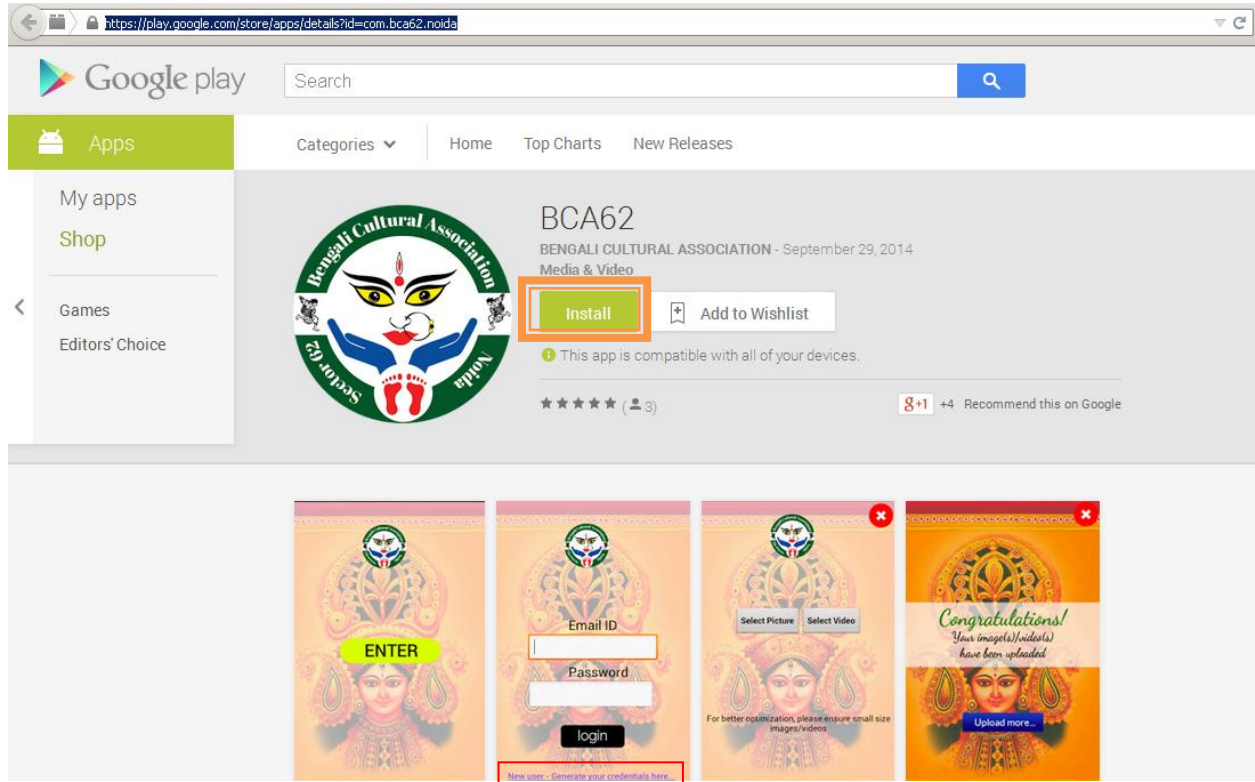 https://play.google.com/store/apps/details?id=com.bca62.noida
Google play
Search
Apps
Categories
Home
Top Charts
New Releases
My apps
Shop
Games
Editors' Choice
Bengali Cultural Association
Sector 62
Noida
BCA62
BENGALI CULTURAL ASSOCIATION - September 29, 2014
Media & Video
Install
Add to Wishlist
This app is compatible with all of your devices.
(3)
g+1 +4 Recommend this on Google
ENTER
Email ID
Password
login
New user - Generate your credentials here...
Select Picture
Select Video
For better optimization, please ensure small size
images/videos
Congratulations!
Your image(s)/video(s)
have been uploaded
Upload more...